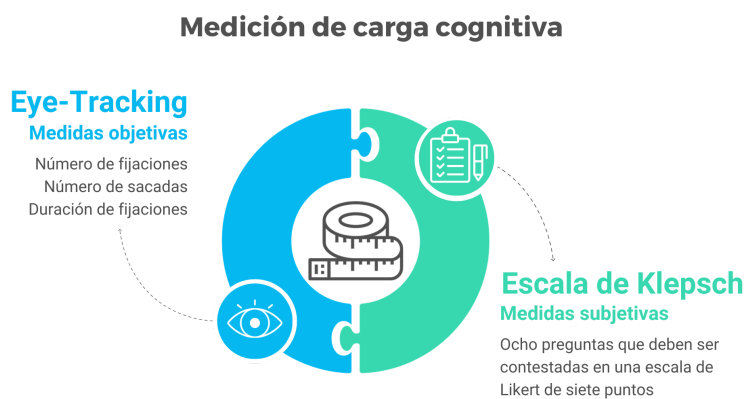 Medición de carga cognitiva
Eye-Tracking
Medidas objetivas
Número de fijaciones
Número de sacadas
Duración de fijaciones
Escala de Klepsch
Medidas subjetivas
Ocho preguntas que deben ser
contestadas en una escala de
Likert de siete puntos